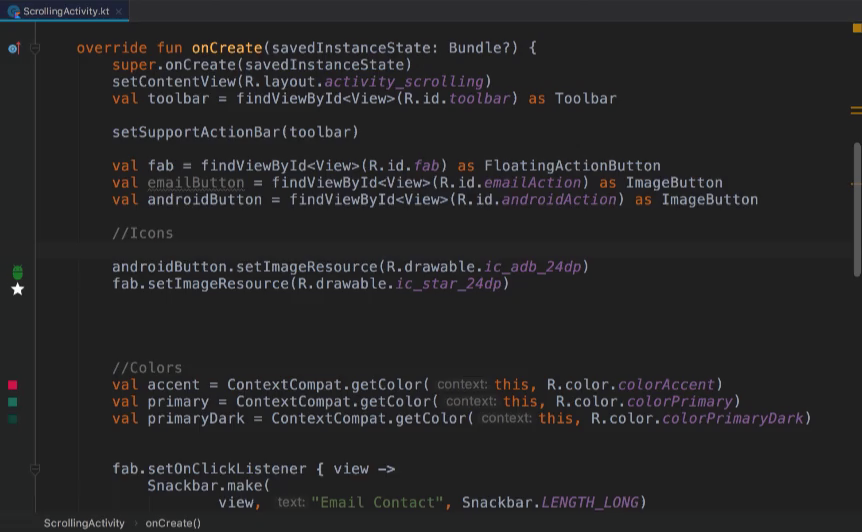 ScrollingActivity.kt
override fun onCreate(savedInstanceState: Bundle?) {
super.onCreate(savedInstanceState)
setContentView(R.layout.activity_scrolling)
val toolbar = findViewById<View>(R.id.toolbar) as Toolbar
setSupportActionBar(toolbar)
val fab = findViewById<View>(R.id.fab) as FloatingActionButton
val emailButton = findViewById<View>(R.id.emailAction) as ImageButton
val androidButton = findViewById<View>(R.id.androidAction) as ImageButton
//Icons
androidButton.setImageResource(R.drawable.ic_adb_24dp)
fab.setImageResource(R.drawable.ic_star_24dp)
//Colors
val accent = ContextCompat.getColor( context: this, R.color.colorAccent)
val primary = ContextCompat.getColor( context: this, R.color.colorPrimary)
val primaryDark = ContextCompat.getColor( context: this, R.color.colorPrimaryDark)
fab.setOnClickListener { view ->
Snackbar.make(
view, text: "Email Contact", Snackbar.LENGTH_LONG)
ScrollingActivity › onCreate()